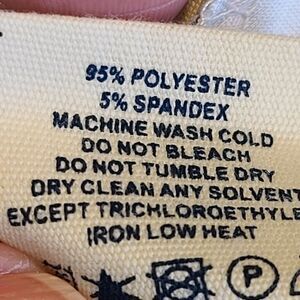 95% POLYESTER
5% SPANDEX
MACHINE WASH COLD
DO NOT BLEACH
DO NOT TUMBLE DRY
DRY CLEAN ANY SOLVENT
EXCEPT TRICHLOROETHYLE
IRON LOW HEAT
P